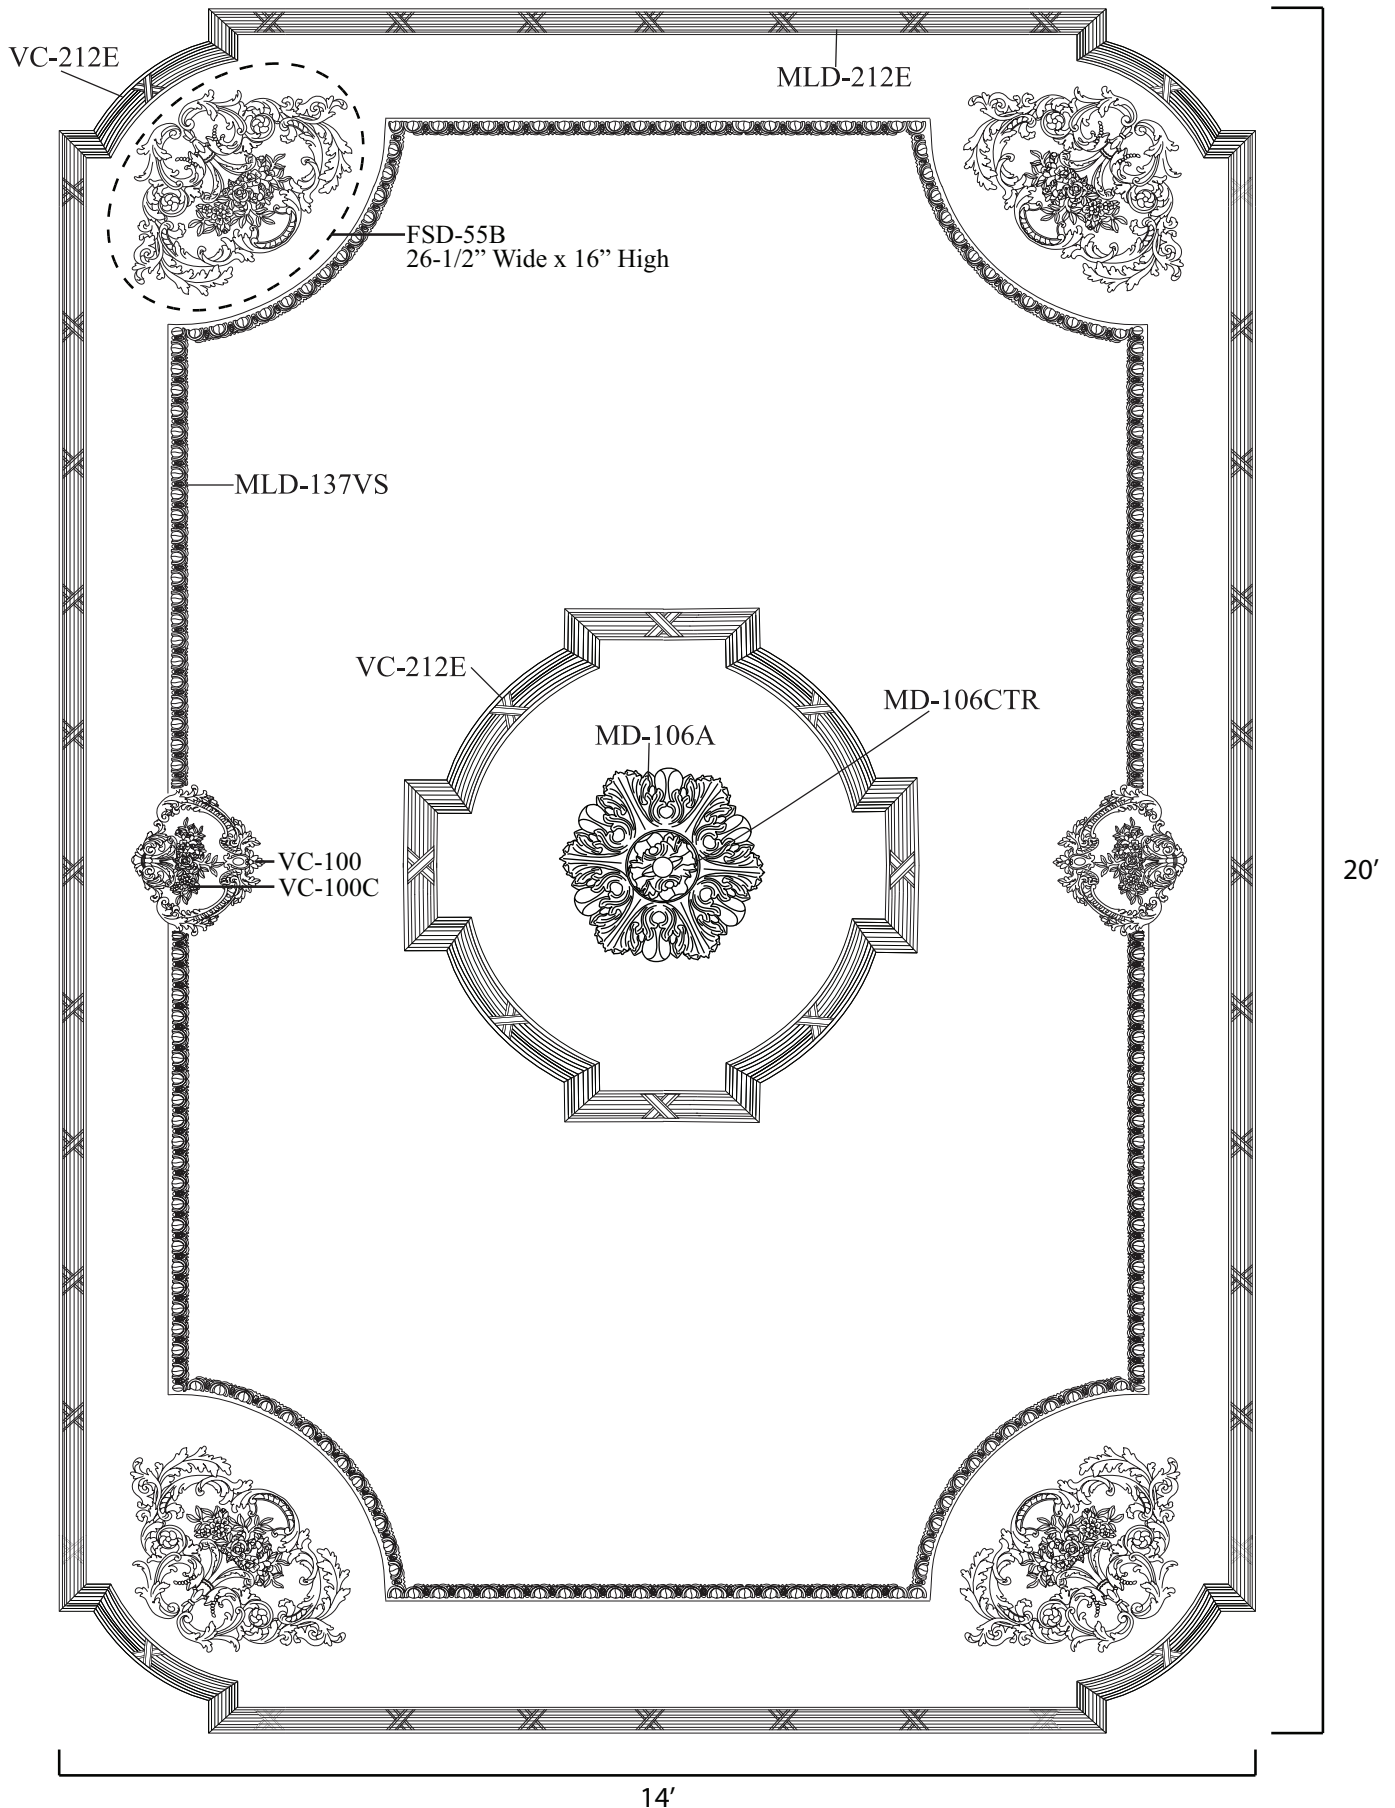 VC-212E
MLD-212E
FSD-55B
26-1/2” Wide x 16” High
MLD-137VS
VC-212E
MD-106CTR
MD-106A
VC-100
VC-100C
20’
14’